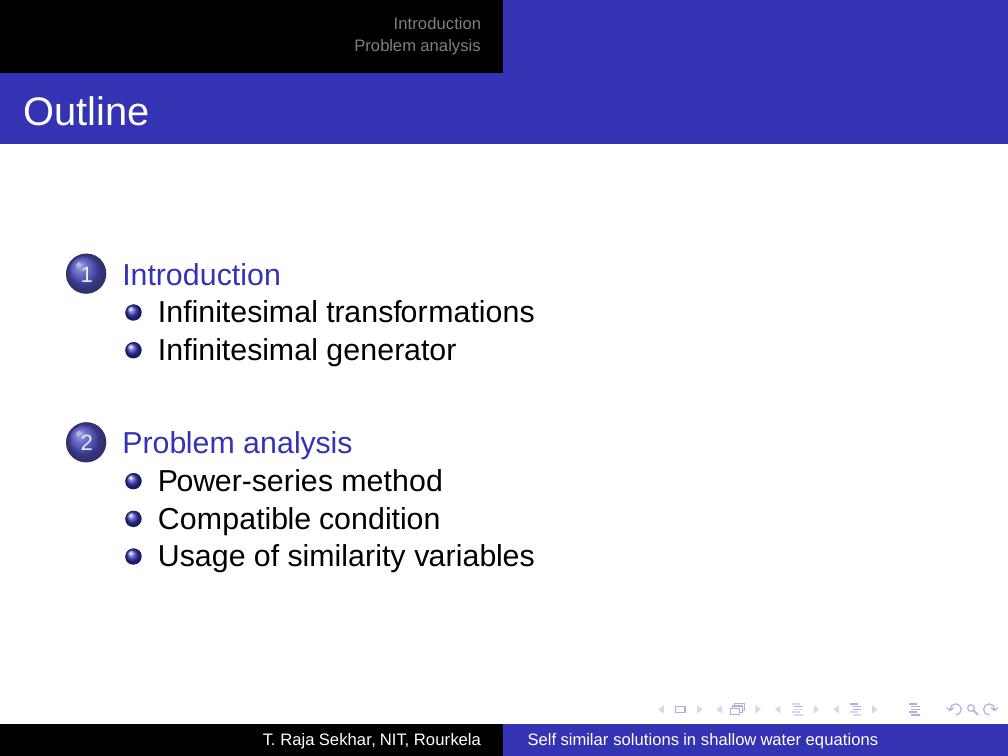 Introduction
Problem analysis
Outline
1 Introduction
Infinitesimal transformations
Infinitesimal generator
2 Problem analysis
Power-series method
Compatible condition
Usage of similarity variables
T. Raja Sekhar, NIT, Rourkela
Self similar solutions in shallow water equations